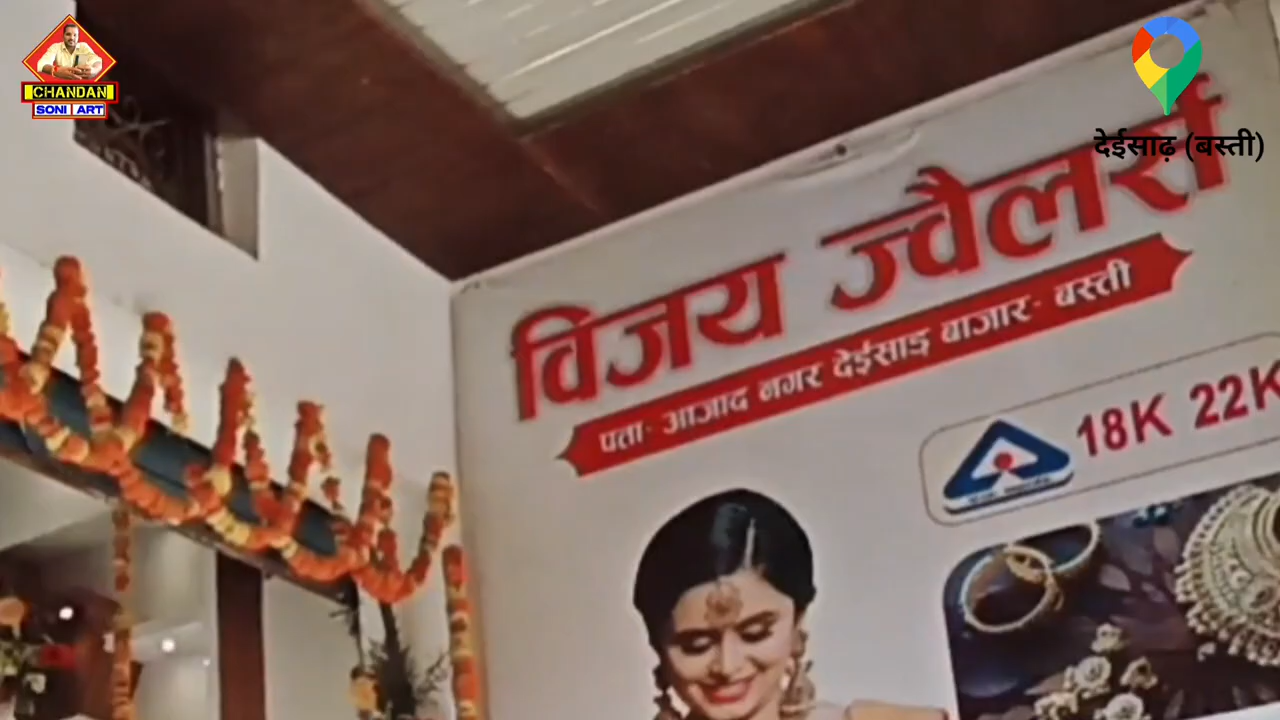 CHANDAN
SONI ART
देईसाढ़ (बस्ती)
विजय ज्वैलर्स
पता- आजाद नगर देईसाड़ बाजार- बस्ती
18K 22K